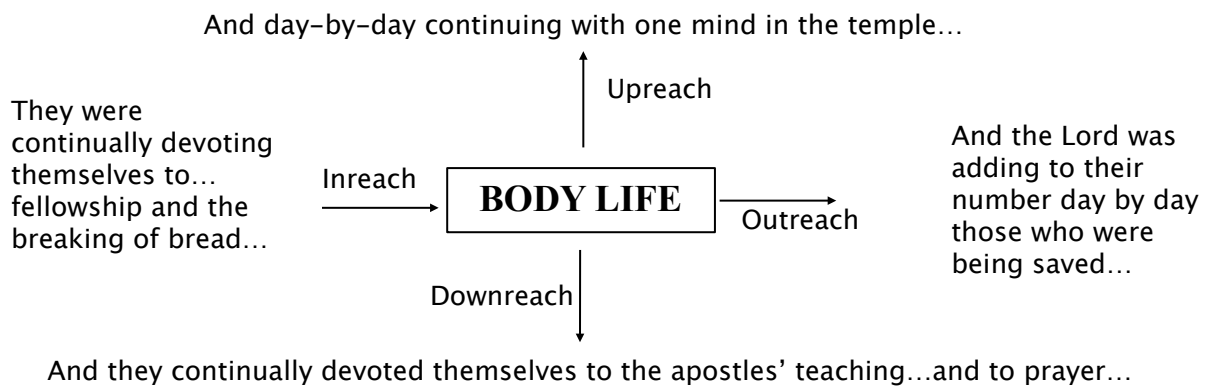 And day–by–day continuing with one mind in the temple…
Upreach
They were
continually devoting
themselves to…
fellowship and the
breaking of bread…
Inreach
BODY LIFE
Outreach
And the Lord was
adding to their
number day by day
those who were
being saved…
Downreach
And they continually devoted themselves to the apostles’ teaching…and to prayer…